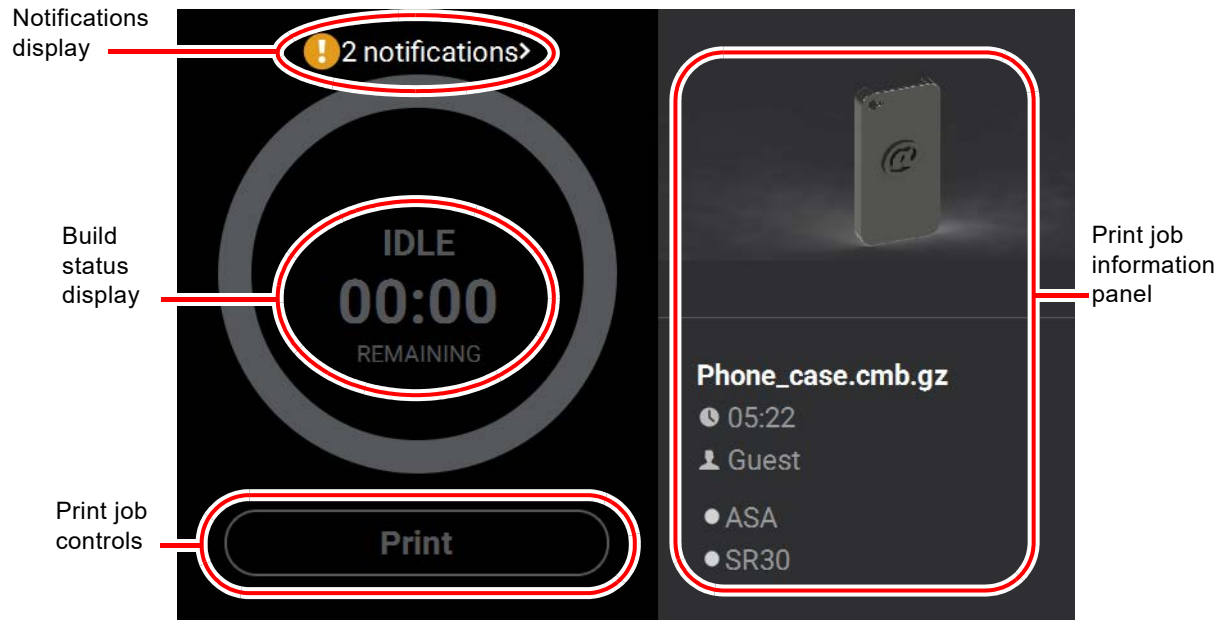 Notifications
display
2 notifications>
Build
status
display
IDLE
00:00
REMAINING
Print job
controls
Print
@
Phone_case.cmb.gz
05:22
Guest
ASA
SR30
Print job
information
panel